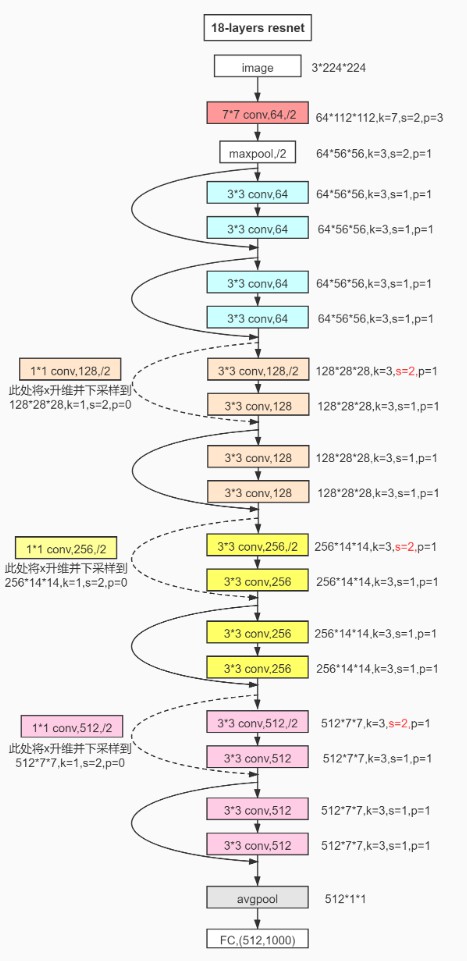 18-layers resnet
image 3*224*224
7*7 conv,64,/2 64*112*112,k=7,s=2,p=3
maxpool,/2 64*56*56,k=3,s=2,p=1
3*3 conv,64 64*56*56,k=3,s=1,p=1
3*3 conv,64 64*56*56,k=3,s=1,p=1
3*3 conv,64 64*56*56,k=3,s=1,p=1
3*3 conv,64 64*56*56,k=3,s=1,p=1
1*1 conv,128,/2 3*3 conv,128,/2 128*28*28,k=3,s=2,p=1
此处将x升维并下采样到
128*28*28,k=1,s=2,p=0 3*3 conv,128 128*28*28,k=3,s=1,p=1
3*3 conv,128 128*28*28,k=3,s=1,p=1
3*3 conv,128 128*28*28,k=3,s=1,p=1
1*1 conv,256,/2 3*3 conv,256,/2 256*14*14,k=3,s=2,p=1
此处将x升维并下采样到
256*14*14,k=1,s=2,p=0 3*3 conv,256 256*14*14,k=3,s=1,p=1
3*3 conv,256 256*14*14,k=3,s=1,p=1
3*3 conv,256 256*14*14,k=3,s=1,p=1
1*1 conv,512,/2 3*3 conv,512,/2 512*7*7,k=3,s=2,p=1
此处将x升维并下采样到
512*7*7,k=1,s=2,p=0 3*3 conv,512 512*7*7,k=3,s=1,p=1
3*3 conv,512 512*7*7,k=3,s=1,p=1
3*3 conv,512 512*7*7,k=3,s=1,p=1
avgpool 512*1*1
FC,(512,1000)